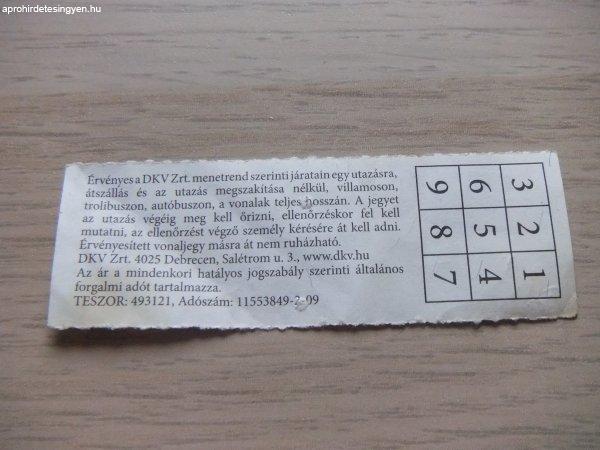 aprohirdetesingyen.hu
Érvényes a DKV Zrt. menetrend szerinti járatain egy utazásra,
átszállás és az utazás megszakítása nélkül, villamoson,
trolibuszon, autóbuszon, a vonalak teljes hosszán. A jegyet
az utazás végéig meg kell őrizni, ellenőrzéskor fel kell
mutatni, az ellenőrzést végző személy kérésére át kell adni.
Érvényesített vonaljegy másra át nem ruházható.
DKV Zrt. 4025 Debrecen, Salétrom u. 3., www.dkv.hu
Az ár a mindenkori hatályos jogszabály szerinti általános
forgalmi adót tartalmazza.
TESZOR: 493121, Adószám: 11553849-2-09
1 2 3
4 5 6
7 8 9